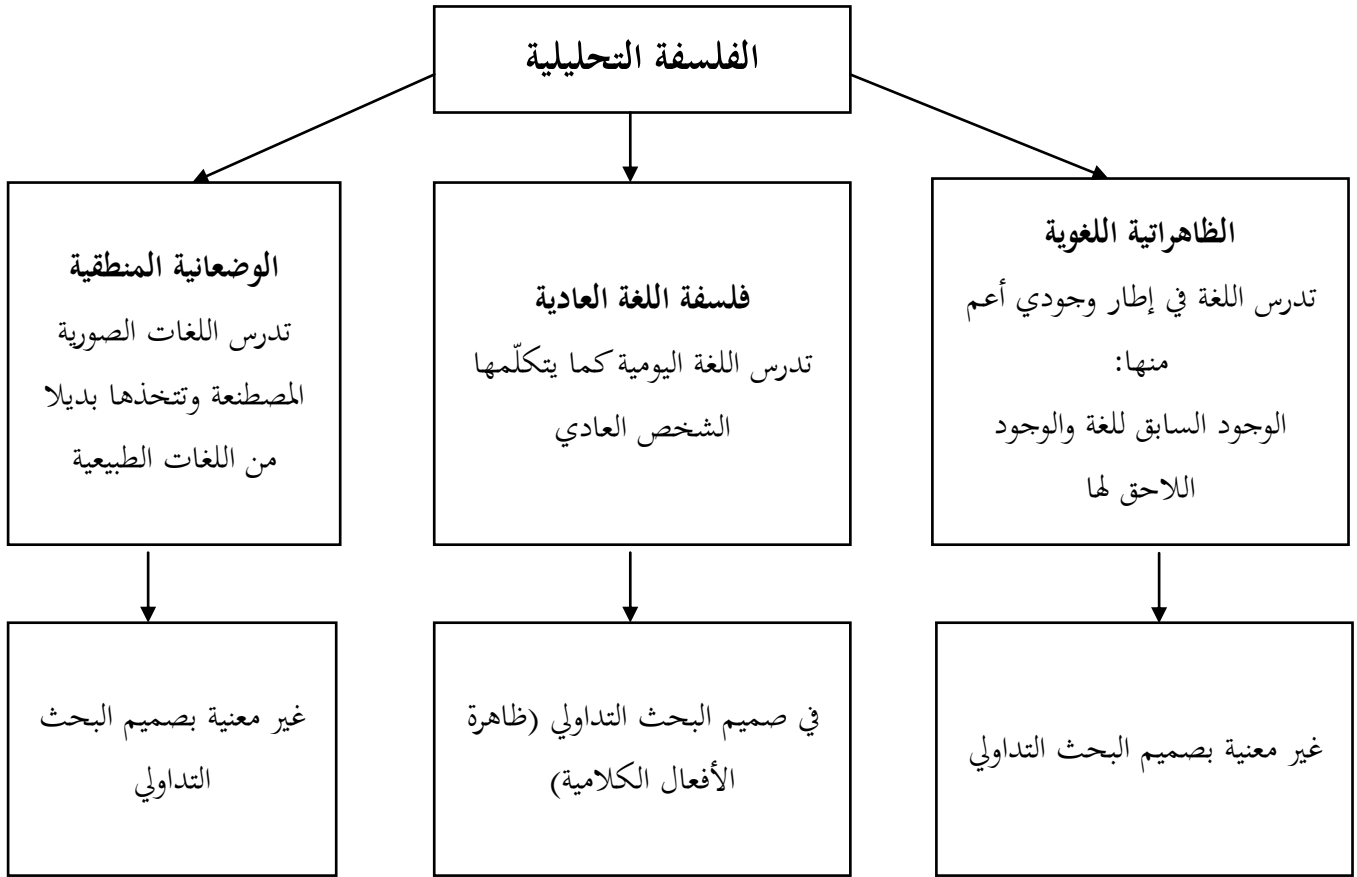 الفلسفة التحليلية
الظاهراتية اللغوية
تدرس اللغة في إطار وجودي أعم
منها:
الوجود السابق للغة والوجود
اللاحق لها
فلسفة اللغة العادية
تدرس اللغة اليومية كما يتكلّمها
الشخص العادي
الوضعانية المنطقية
تدرس اللغات الصورية
المصطنعة وتتخذها بديلا
من اللغات الطبيعية
غير معنية بصميم البحث التداولي
في صميم البحث التداولي (ظاهرة
الأفعال الكلامية)
غير معنية بصميم البحث
التداولي